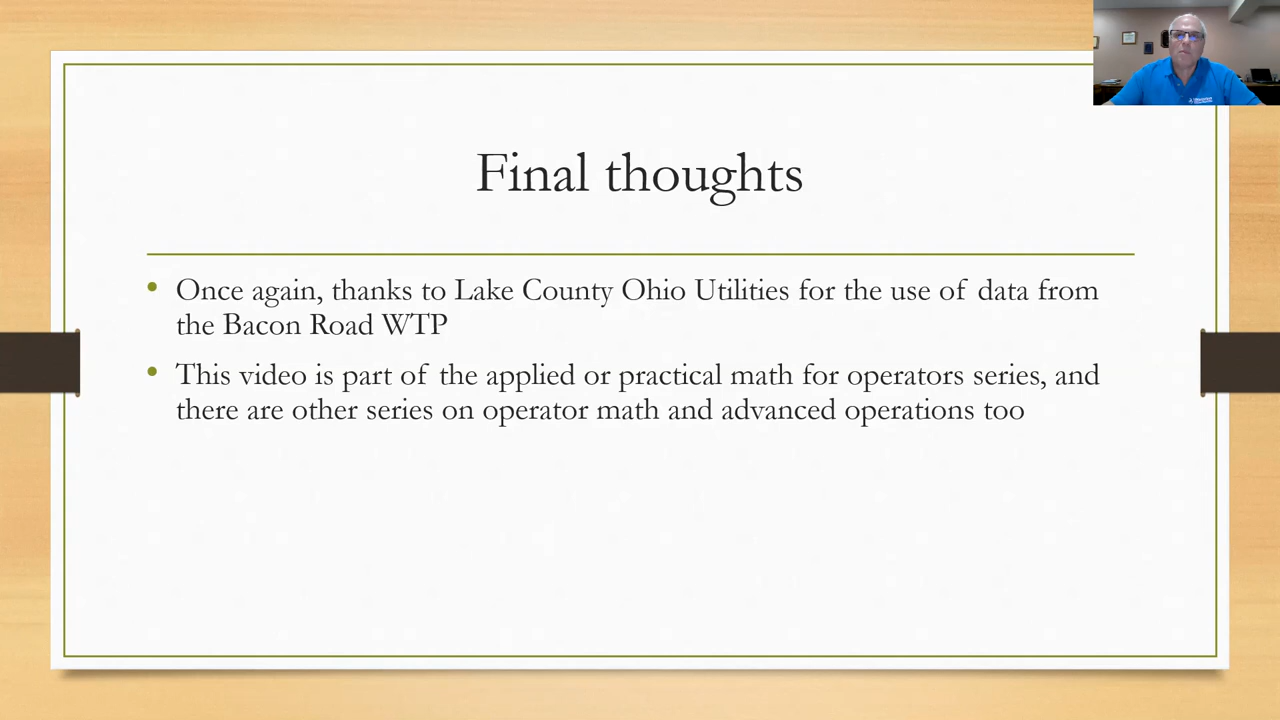 Final thoughts
• Once again, thanks to Lake County Ohio Utilities for the use of data from
the Bacon Road WTP
• This video is part of the applied or practical math for operators series, and
there are other series on operator math and advanced operations too